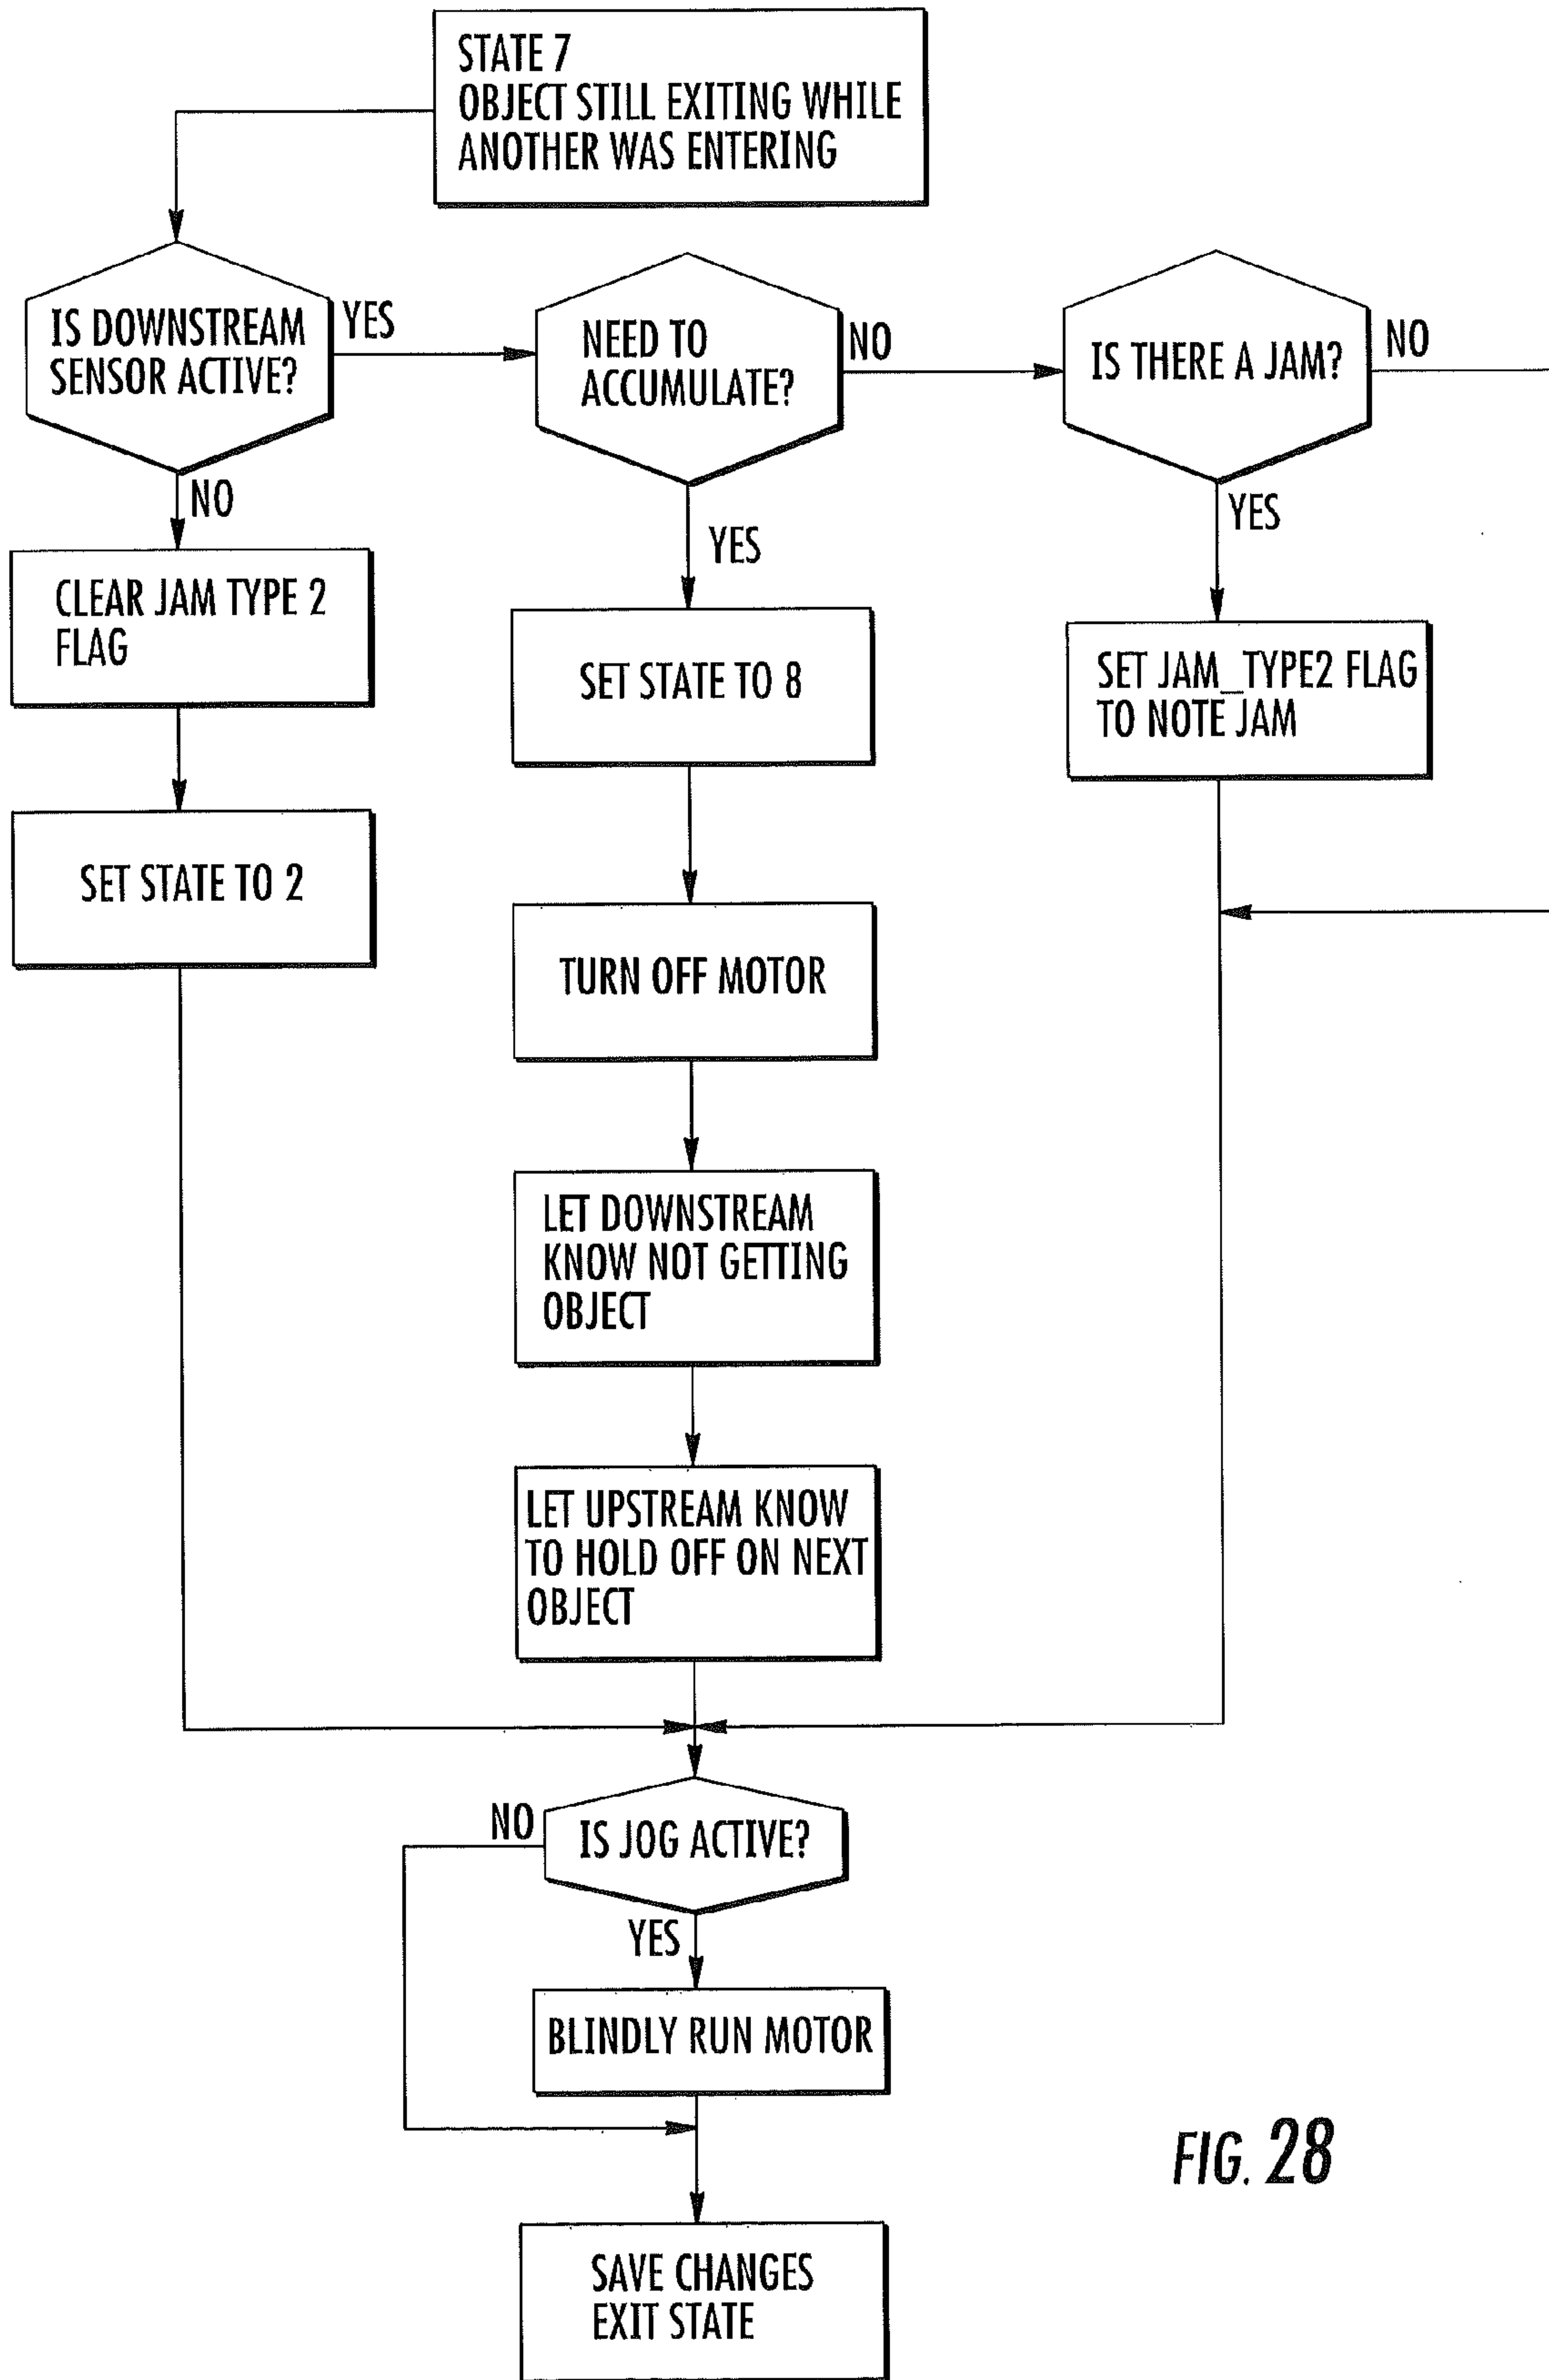 STATE 7
OBJECT STILL EXITING WHILE
ANOTHER WAS ENTERING
IS DOWNSTREAM
SENSOR ACTIVE?
YES
NEED TO
ACCUMULATE?
NO
IS THERE A JAM?
NO
NO
YES
YES
CLEAR JAM TYPE 2
FLAG
SET STATE TO 8
SET JAM_TYPE2 FLAG
TO NOTE JAM
SET STATE TO 2
TURN OFF MOTOR
LET DOWNSTREAM
KNOW NOT GETTING
OBJECT
LET UPSTREAM KNOW
TO HOLD OFF ON NEXT
OBJECT
NO
IS JOG ACTIVE?
YES
BLINDLY RUN MOTOR
SAVE CHANGES
EXIT STATE
FIG. 28